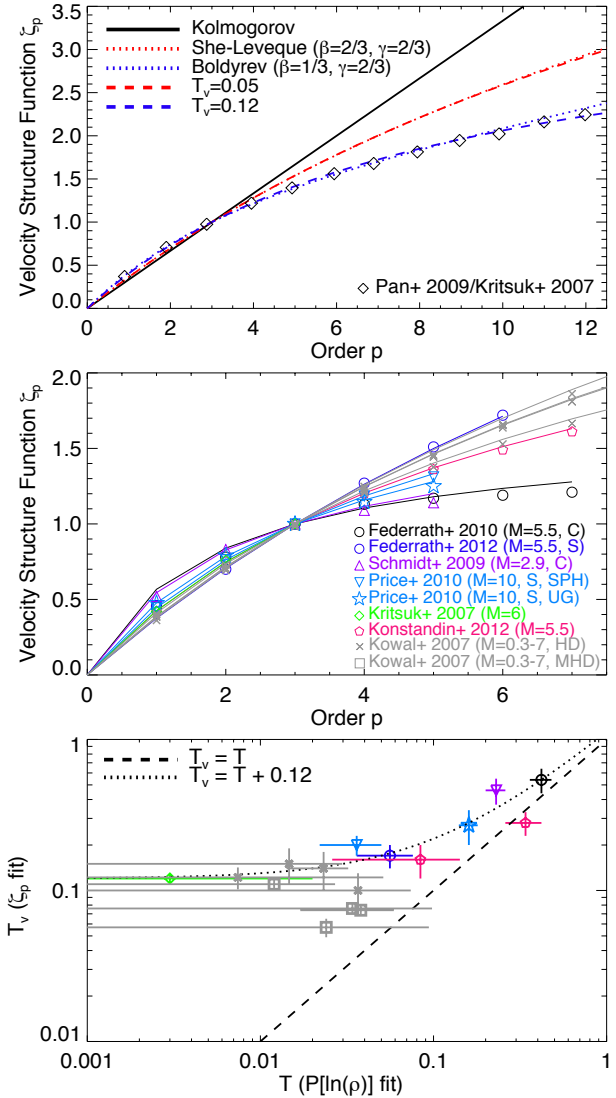 3.5
3.0
2.5
2.0
1.5
1.0
0.5
0.0
Velocity Structure Function ζp
Kolmogorov
She-Leveque (β=2/3, γ=2/3)
Boldyrev (β=1/3, γ=2/3)
Tv=0.05
Tv=0.12
Pan+ 2009/Kritsuk+ 2007
0 2 4 6 8 10 12
Order p
2.0
1.5
1.0
0.5
0.0
Velocity Structure Function ζp
Federrath+ 2010 (M=5.5, C)
Federrath+ 2012 (M=5.5, S)
Schmidt+ 2009 (M=2.9, C)
Price+ 2010 (M=10, S, SPH)
Price+ 2010 (M=10, S, UG)
Kritsuk+ 2007 (M=6)
Konstandin+ 2012 (M=5.5)
Kowal+ 2007 (M=0.3-7, HD)
Kowal+ 2007 (M=0.3-7, MHD)
0 2 4 6
Order p
1
0.1
0.01
Tv (ζp fit)
Tv = T
Tv = T + 0.12
0.001 0.01 0.1 1
T (P[ln(ρ)] fit)